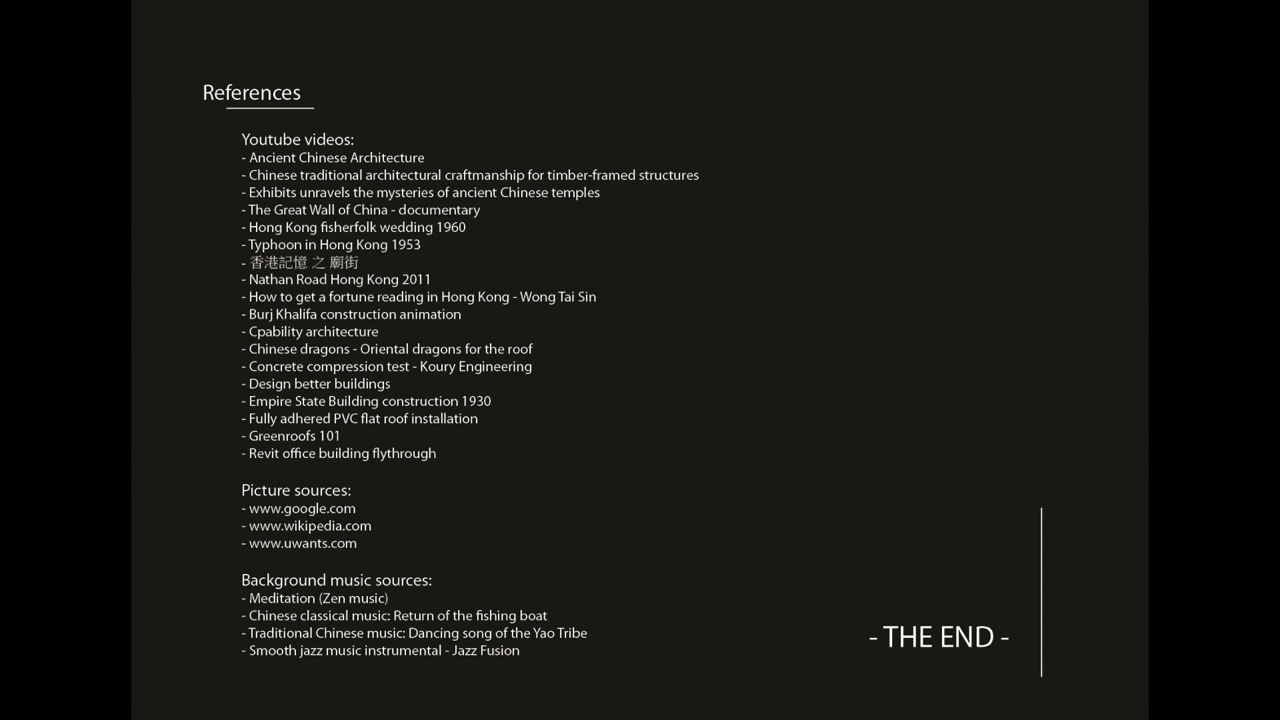 References
Youtube videos:
- Ancient Chinese Architecture
- Chinese traditional architectural craftmanship for timber-framed structures
- Exhibits unravels the mysteries of ancient Chinese temples
- The Great Wall of China - documentary
- Hong Kong fisherfolk wedding 1960
- Typhoon in Hong Kong 1953
- 香港記憶 之 廟街
- Nathan Road Hong Kong 2011
- How to get a fortune reading in Hong Kong - Wong Tai Sin
- Burj Khalifa construction animation
- Cpability architecture
- Chinese dragons - Oriental dragons for the roof
- Concrete compression test - Koury Engineering
- Design better buildings
- Empire State Building construction 1930
- Fully adhered PVC flat roof installation
- Greenroofs 101
- Revit office building flythrough
Picture sources:
- www.google.com
- www.wikipedia.com
- www.uwants.com
Background music sources:
- Meditation (Zen music)
- Chinese classical music: Return of the fishing boat
- Traditional Chinese music: Dancing song of the Yao Tribe
- Smooth jazz music instrumental - Jazz Fusion
- THE END -